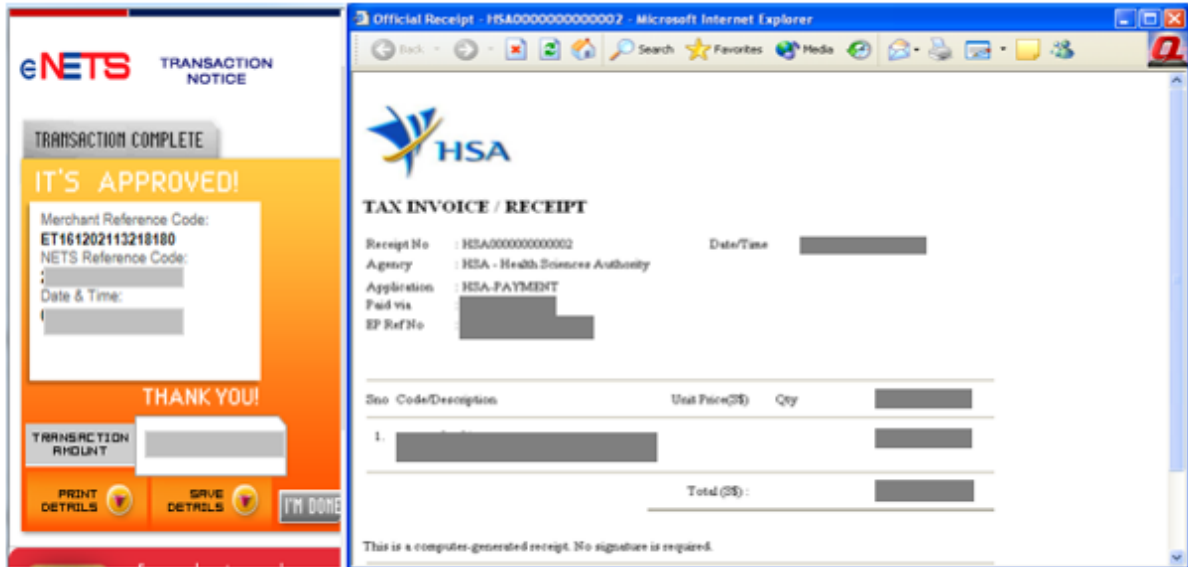 eNETS TRANSACTION
NOTICE
TRANSACTION COMPLETE
IT'S APPROVED!
Merchant Reference Code:
ET161202113218180
NETS Reference Code:
Date & Time:
THANK YOU!
TRANSACTION
AMOUNT
PRINT
DETAILS
SAVE
DETAILS
I'M DONE
Official Receipt - HSA0000000000002 - Microsoft Internet Explorer
Back Search Favorites Media
HSA
TAX INVOICE / RECEIPT
Receipt No : HSA0000000000002 Date/Time
Agency : HSA - Health Sciences Authority
Application : HSA-PAYMENT
Paid via :
EP Ref No :
Sno Code/Description Unit Price(S$) Qty
1.
Total (S$) :
This is a computer-generated receipt. No signature is required.